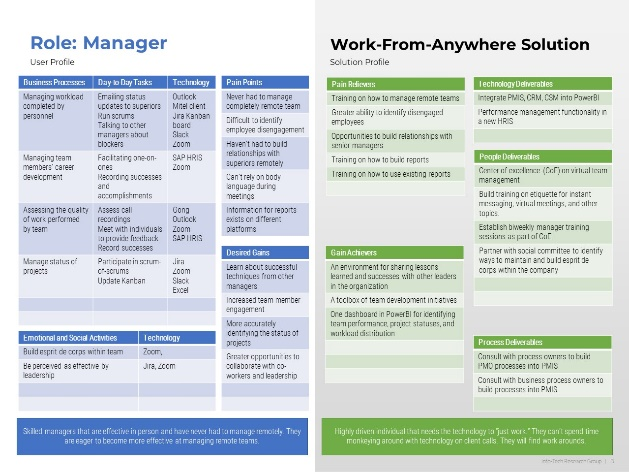 Role: Manager
User Profile
Business Processes
Day to Day Tasks
Technology
Managing workload
completed by
personnel
Emailing status
updates to superiors
Run scrums
Talking to other
managers about
blockers
Outlook
Mitel client
Jira Kanban
board
Slack
Zoom
Managing team
members' career
development
Facilitating one-on-
ones
Recording successes
and
accomplishments
SAP HRIS
Zoom
Assessing the quality
of work performed
by team
Assess call
recordings
Meet with individuals
to provide feedback
Record successes
Gong
Outlook
Zoom
SAP HRIS
Manage status of
projects
Participate in scrum-
of-scrums
Update Kanban
Jira
Zoom
Slack
Excel
Emotional and Social Activities
Technology
Build esprit de corps within team
Zoom,
Be perceived as effective by
leadership
Jira, Zoom
Pain Points
Never had to manage
completely remote team
Difficult to identify
employee disengagement
Haven't had to build
relationships with
superiors remotely
Can't rely on body
language during
meetings
Information for reports
exists on different
platforms
Desired Gains
Learn about successful
techniques from other
managers
Increased team member
engagement
More accurately
identifying the status of
projects
Greater opportunities to
collaborate with co-
workers and leadership
Skilled managers that are effective in person and have never had to manage remotely. They
are eager to become more effective at managing remote teams.
Work-From-Anywhere Solution
Solution Profile
Pain Relievers
Training on how to manage remote teams
Greater ability to identify disengaged
employees
Opportunities to build relationships with
senior managers
Training on how to build reports
Training on how to use existing reports
Gain Achievers
An environment for sharing lessons
learned and successes with other leaders
in the organization
A toolbox of team development initiatives
One dashboard in PowerBI for identifying
team performance, project statuses, and
workload distribution
Technology Deliverables
Integrate PMIS, CRM, CSM into PowerBI
Performance management functionality in
a new HRIS
People Deliverables
Center of excellence (CoE) on virtual team
management
Build training on etiquette for instant
messaging, virtual meetings, and other
topics.
Establish biweekly manager training
sessions as part of CoE
Partner with social committee to identify
ways to maintain and build esprit de
corps within the company
Process Deliverables
Consult with process owners to build
PMO processes into PMIS
Consult with business process owners to
build processes into PMIS
Highly driven individual that needs the technology to "just work." They can't spend time
monkeying around with technology on client calls. They will find work arounds.
Info-Tech Research Group | 3